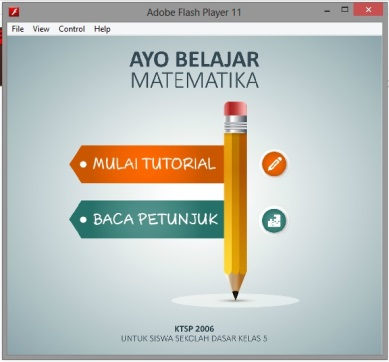 Adobe Flash Player 11
File View Control Help
AYO BELAJAR
MATEMATIKA
MULAI TUTORIAL
BACA PETUNJUK
KTSP 2006
UNTUK SISWA SEKOLAH DASAR KELAS 5